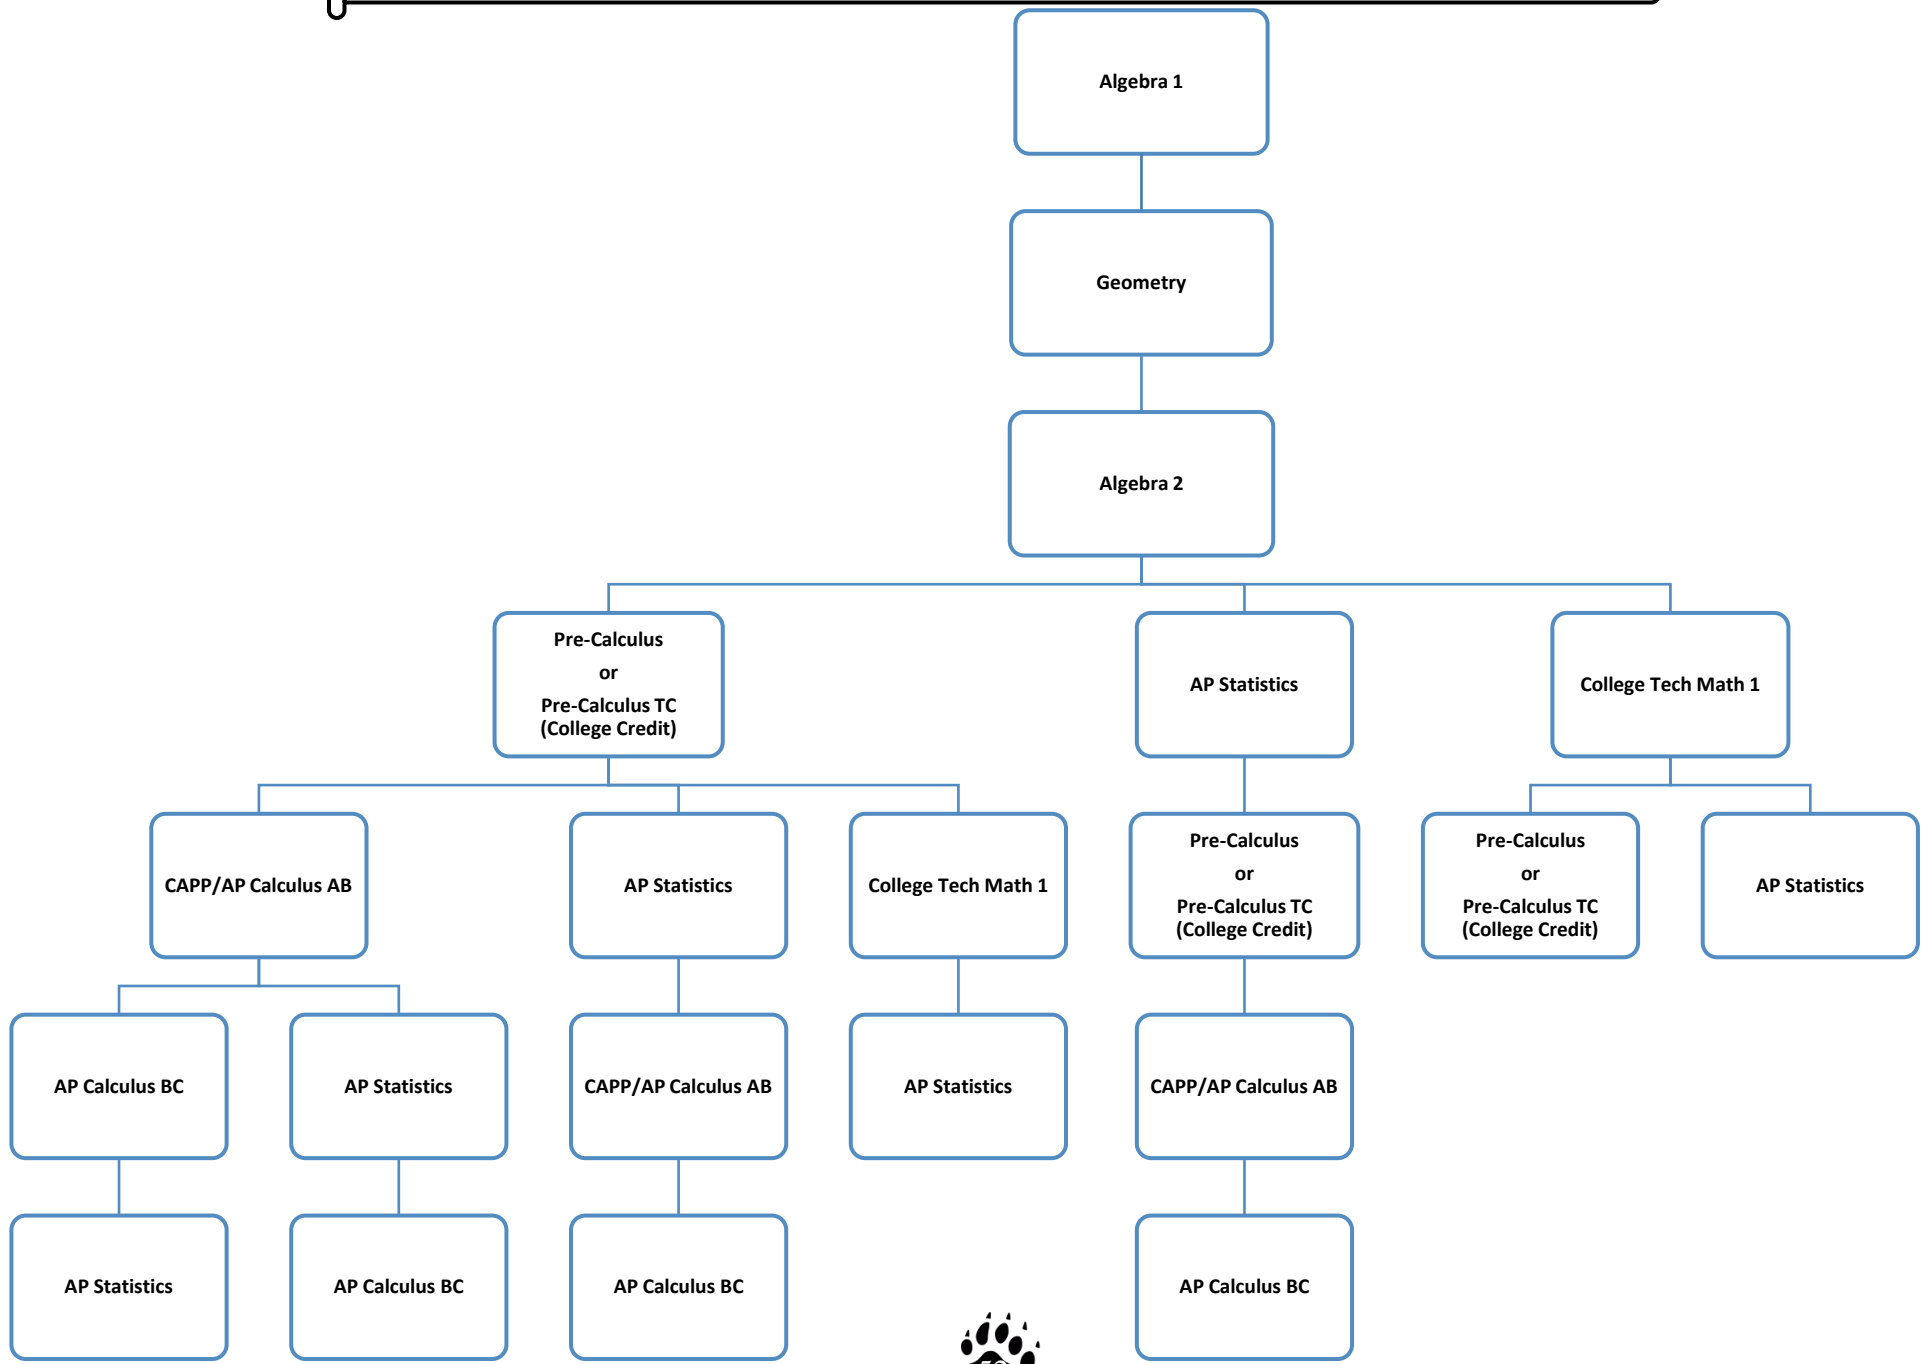 Algebra 1
Geometry
Algebra 2
Pre-Calculus
or
Pre-Calculus TC
(College Credit)
AP Statistics
College Tech Math 1
CAPP/AP Calculus AB
AP Statistics
College Tech Math 1
Pre-Calculus
or
Pre-Calculus TC
(College Credit)
Pre-Calculus
or
Pre-Calculus TC
(College Credit)
AP Statistics
AP Calculus BC
AP Statistics
CAPP/AP Calculus AB
AP Statistics
CAPP/AP Calculus AB
AP Statistics
AP Calculus BC
AP Calculus BC
AP Calculus BC